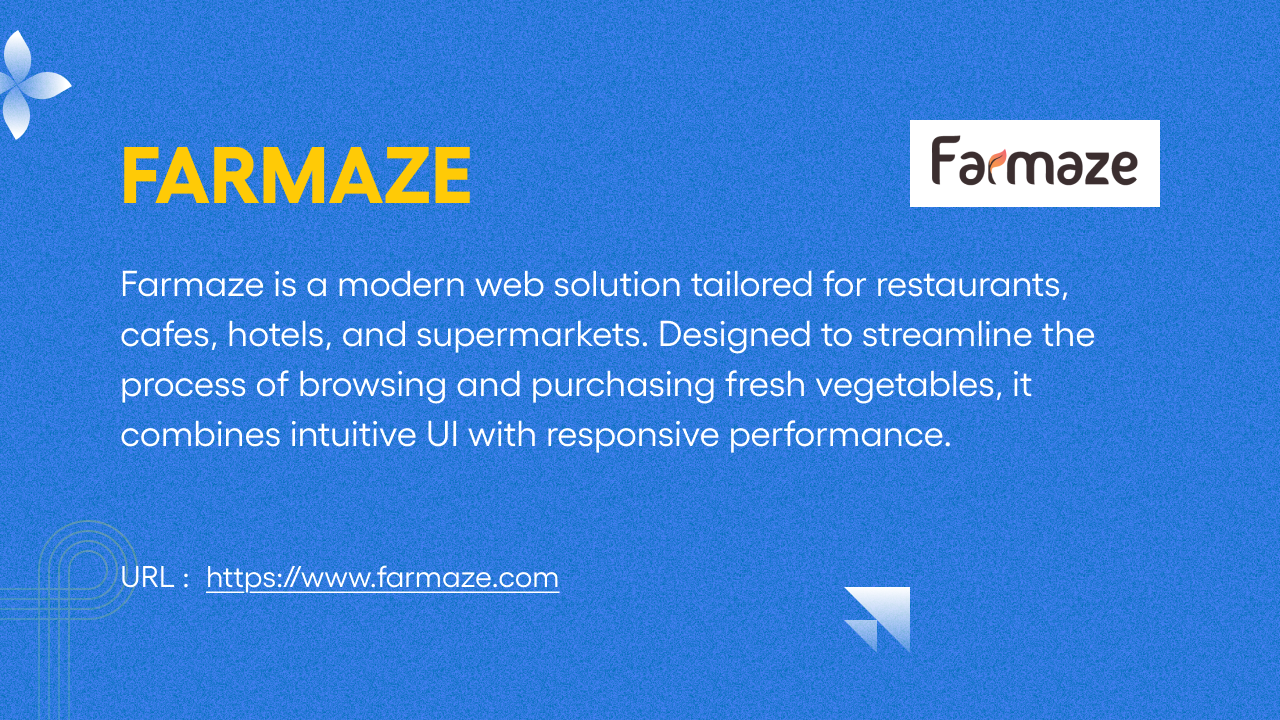 FARMAZE
Farmaze
Farmaze is a modern web solution tailored for restaurants,
cafes, hotels, and supermarkets. Designed to streamline the
process of browsing and purchasing fresh vegetables, it
combines intuitive UI with responsive performance.
URL : https://www.farmaze.com